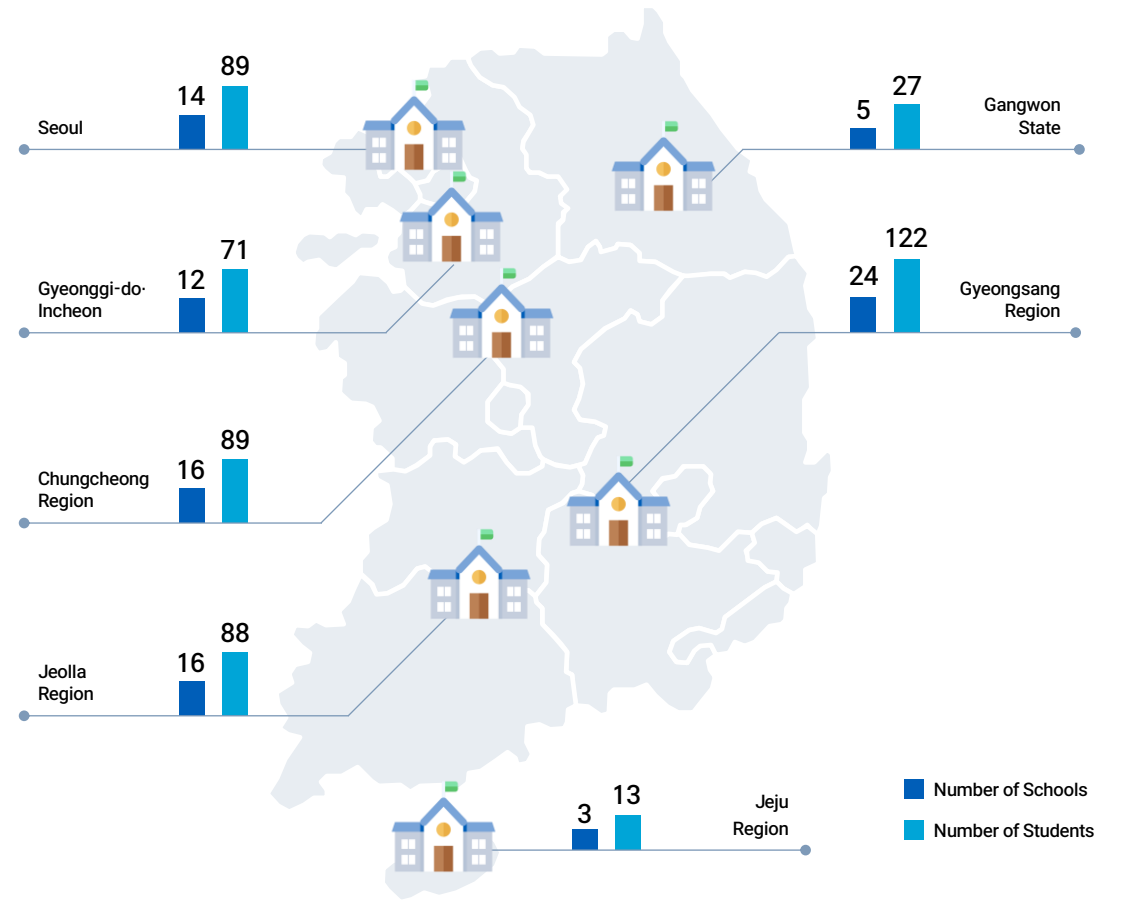 89
14
Seoul
27
5
Gangwon
State
71
12
Gyeonggi-do·
Incheon
122
24
Gyeongsang
Region
89
16
Chungcheong
Region
88
16
Jeolla
Region
13
3
Jeju
Region
Number of Schools
Number of Students